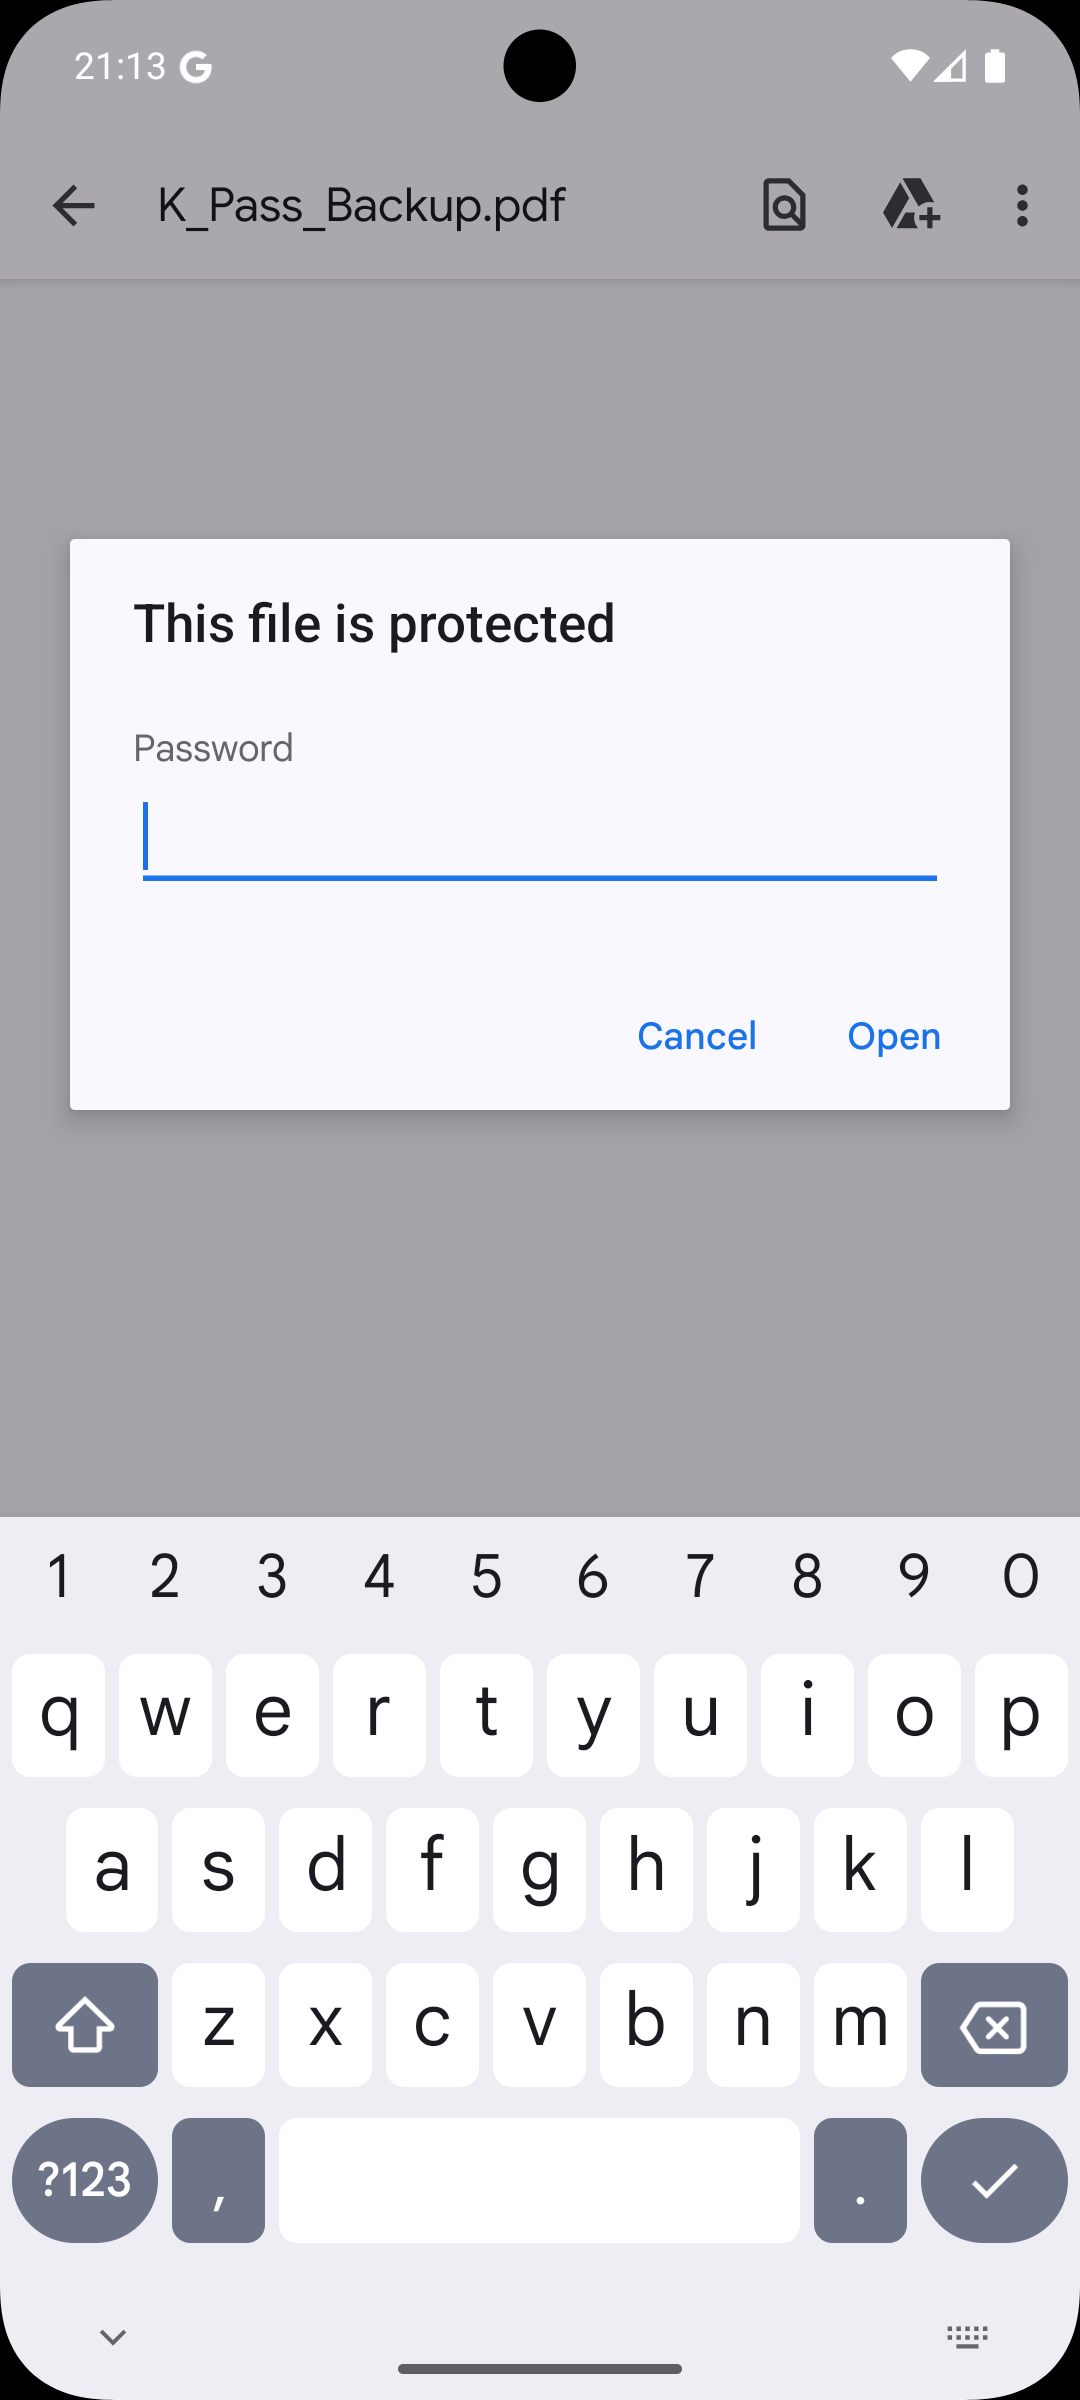 21:13
K_Pass_Backup.pdf
This file is protected
Password
Cancel Open
1 2 3 4 5 6 7 8 9 0
q w e r t y u i o p
a s d f g h j k l
z x c v b n m
?123 , .